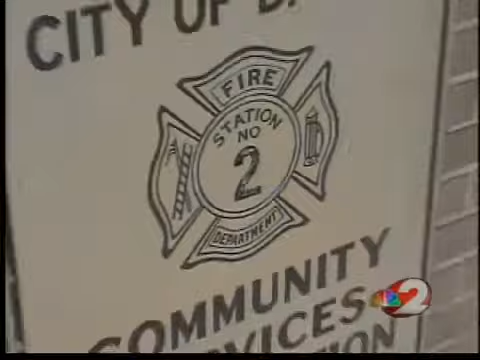 CITY OF
FIRE
STATION
NO
2
DEPARTMENT
COMMUNITY
2